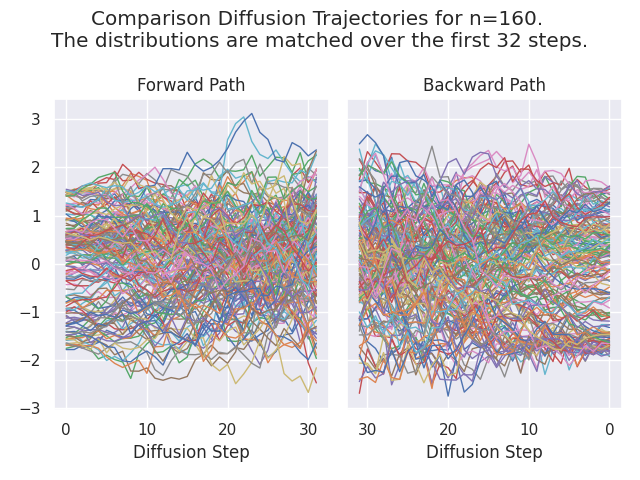 Comparison Diffusion Trajectories for n=160.
The distributions are matched over the first 32 steps.
Forward Path
Backward Path
3
2
1
0
−1
−2
−3
0 10 20 30
30 20 10 0
Diffusion Step
Diffusion Step